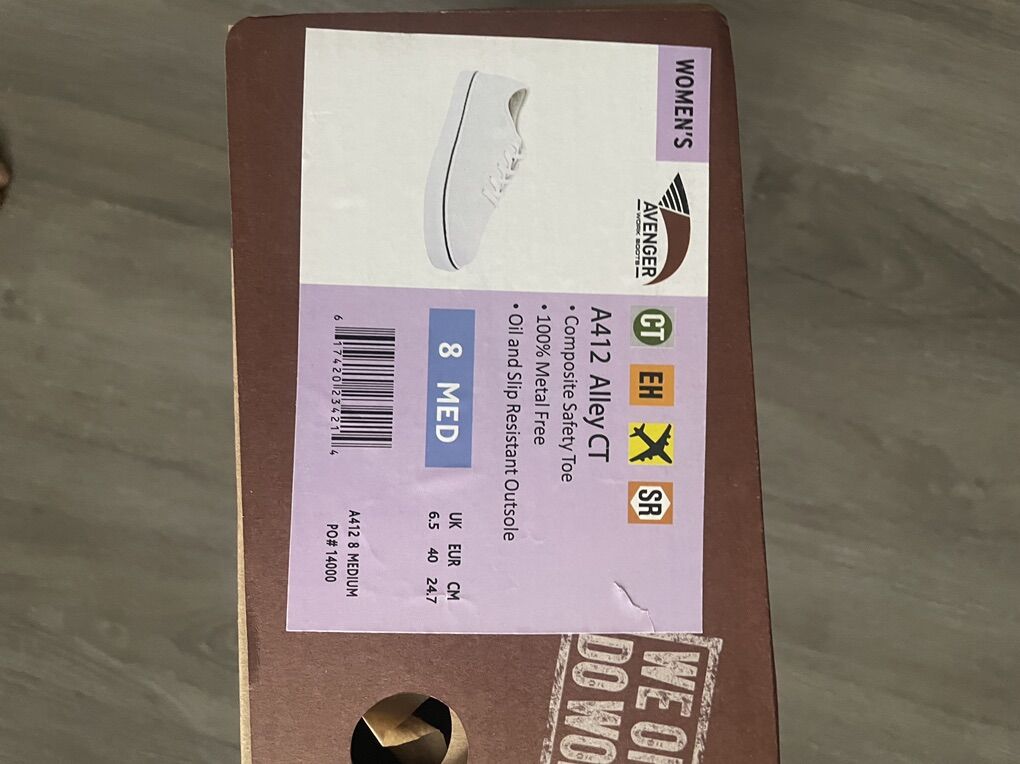 WOMEN'S
AVENGER
WORK BOOTS
CT EH SR
A412 Alley CT
• Composite Safety Toe
• 100% Metal Free
• Oil and Slip Resistant Outsole
8 MED
UK EUR CM
6.5 40 24.7
6 17420 23421 4
A412 8 MEDIUM
PO# 14000
WE
DO